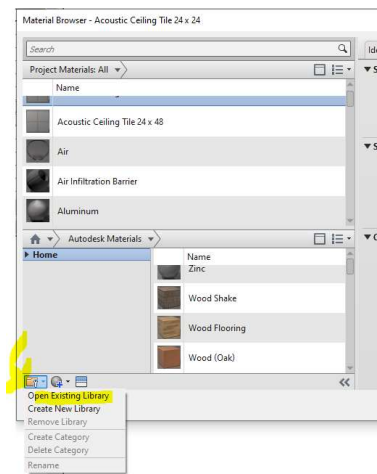 Material Browser - Acoustic Ceiling Tile 24 x 24
Search
Project Materials: All
Name
Acoustic Ceiling Tile 24 x 48
Air
Air Infiltration Barrier
Aluminum
Autodesk Materials
Home
Name
Zinc
Wood Shake
Wood Flooring
Wood (Oak)
Open Existing Library
Create New Library
Remove Library
Create Category
Delete Category
Rename